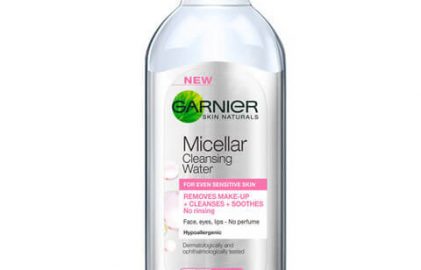 NEW
GARNIER
SKIN NATURALS
Micellar
Cleansing
Water
FOR EVEN SENSITIVE SKIN
REMOVES MAKE-UP
+ CLEANSES + SOOTHES
No rinsing
Face, eyes, lips - No perfume
Hypoallergenic
Dermatologically and
ophthalmologically tested